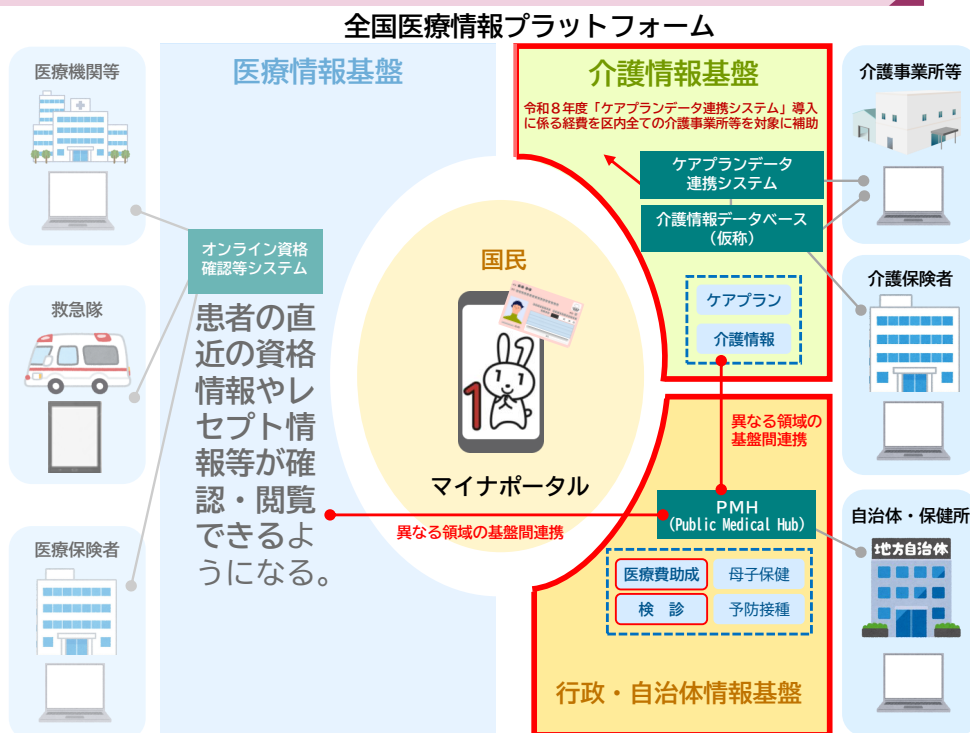 全国医療情報プラットフォーム
医療機関等
救急隊
医療保険者
医療情報基盤
オンライン資格
確認等システム
患者の直
近の資格
情報やレ
セプト情
報等が確
認・閲覧
できるよ
うになる。
国民
1
マイナポータル
異なる領域の基盤間連携
介護情報基盤
令和8年度「ケアプランデータ連携システム」導入
に係る経費を区内全ての介護事業所等を対象に補助
ケアプランデータ
連携システム
介護情報データベース
（仮称）
ケアプラン
介護情報
異なる領域の
基盤間連携
PMH
(Public Medical Hub)
医療費助成
母子保健
検　診
予防接種
行政・自治体情報基盤
介護事業所等
介護保険者
自治体・保健所
地方自治体